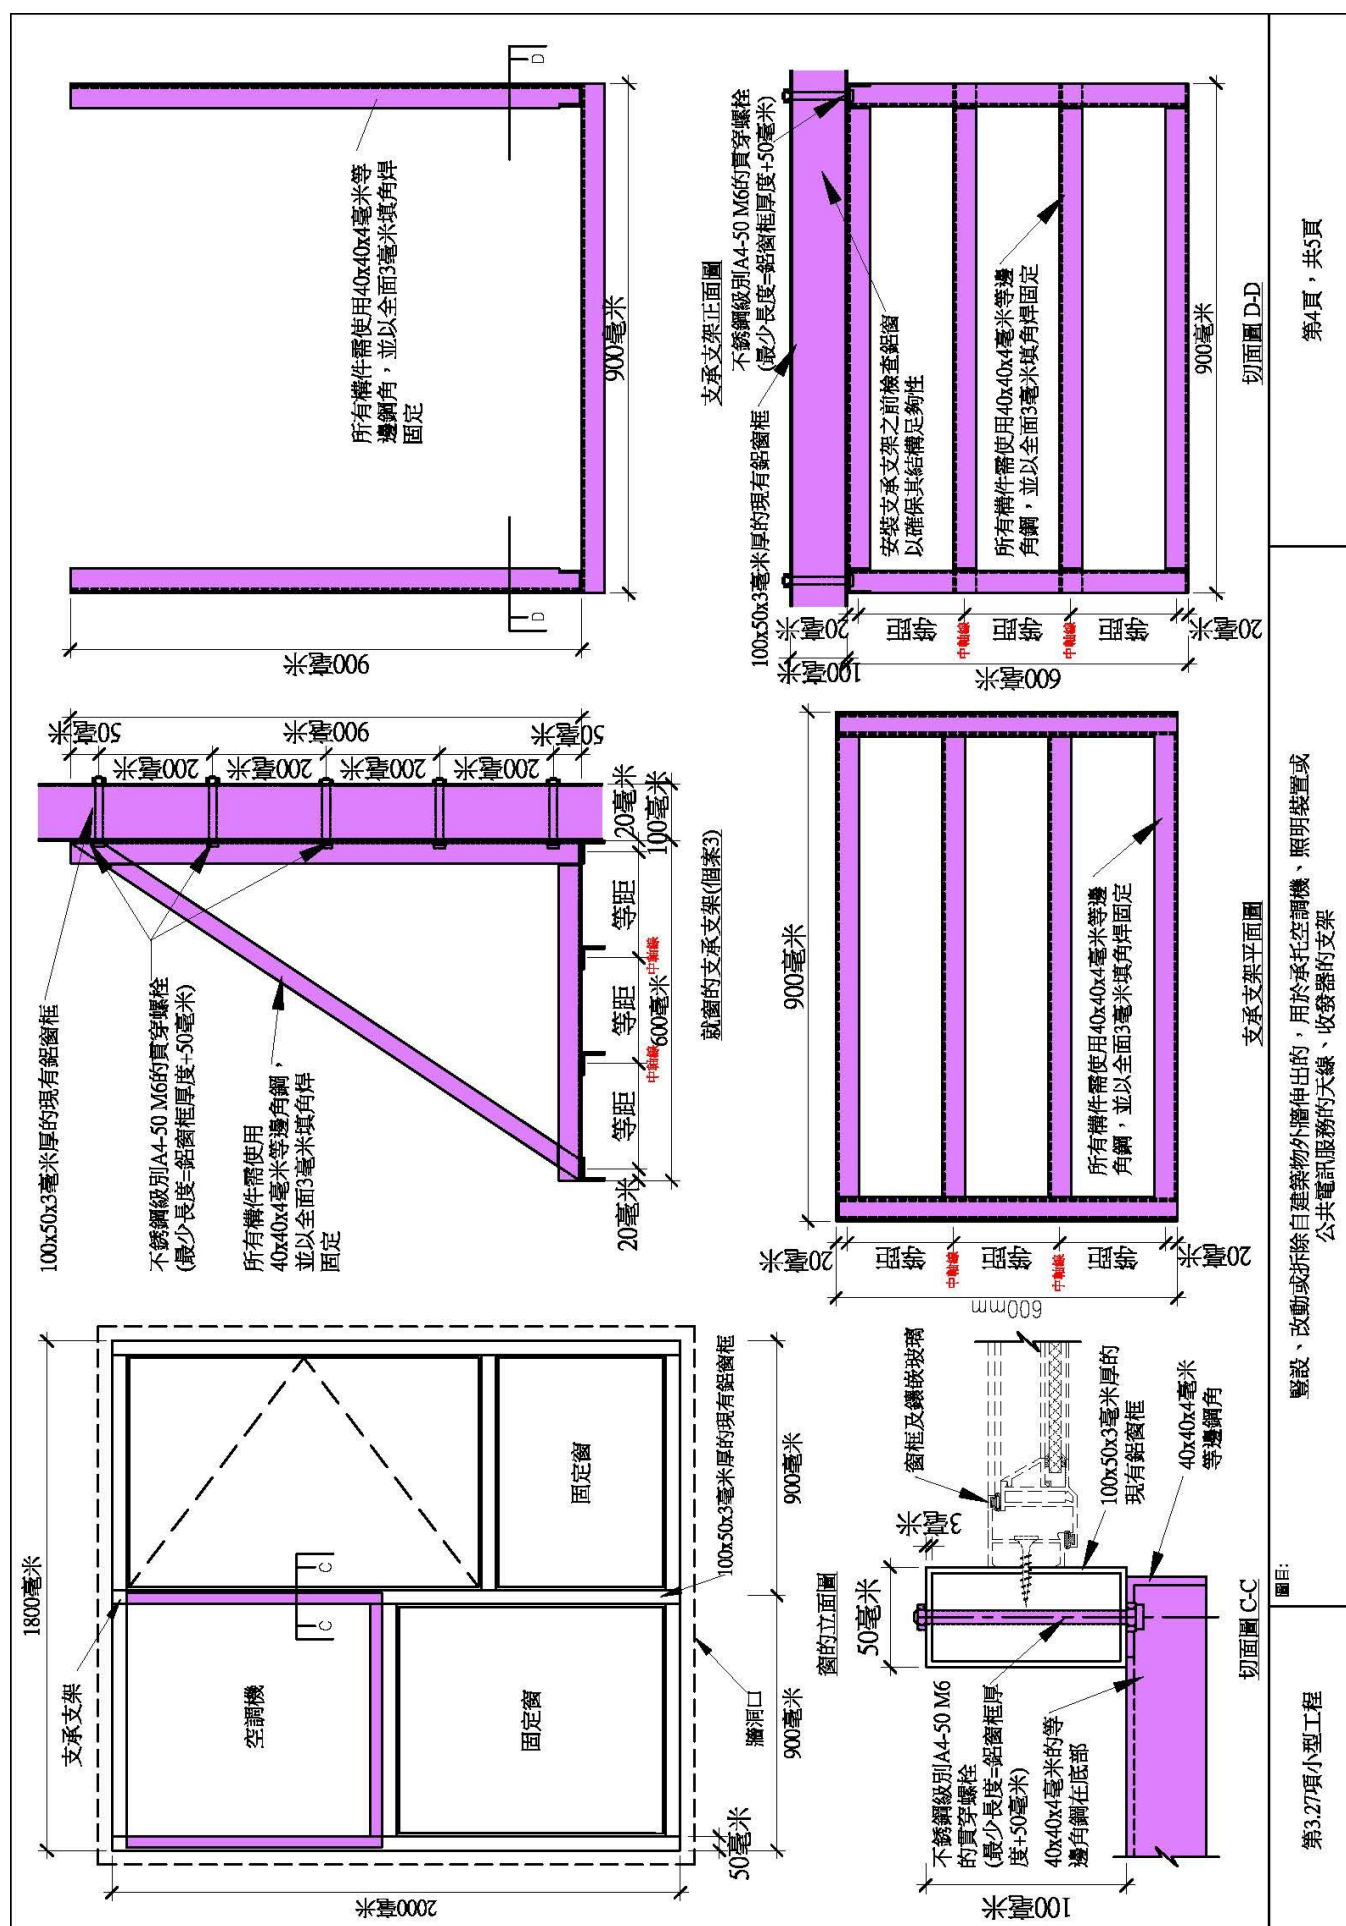 1800毫米
支承支架
空調機
固定窗
固定窗
C
C
2000毫米
50毫米
900毫米
900毫米
牆洞口
100x50x3毫米厚的現有鋁窗框
窗的立面圖
100x50x3毫米厚的現有鋁窗框
不銹鋼級別A4-50 M6的貫穿螺栓
(最少長度=鋁窗框厚度+50毫米)
所有構件需使用
40x40x4毫米等邊角鋼，
並以全面3毫米填角焊
固定
50毫米
200毫米
200毫米
200毫米
200毫米
50毫米
900毫米
20毫米
等距
中軸線
等距
中軸線
等距
20毫米
600毫米
100毫米
就窗的支承支架(個案3)
900毫米
所有構件需使用40x40x4毫米等
邊鋼角，並以全面3毫米填角焊
固定
D
D
900毫米
支承支架正面圖
50毫米
3毫米
窗框及鑲嵌玻璃
不銹鋼級別A4-50 M6
的貫穿螺栓
(最少長度=鋁窗框厚
度+50毫米)
40x40x4毫米的等
邊角鋼在底部
100x50x3毫米厚的
現有鋁窗框
40x40x4毫米
等邊鋼角
100毫米
切面圖 C-C
900毫米
600mm
20毫米
等距
中軸線
等距
中軸線
等距
20毫米
所有構件需使用40x40x4毫米等邊
角鋼，並以全面3毫米填角焊固定
支承支架平面圖
100x50x3毫米厚的現有鋁窗框
不銹鋼級別A4-50 M6的貫穿螺栓
(最少長度=鋁窗框厚度+50毫米)
安裝支承支架之前檢查鋁窗
以確保其結構足夠性
所有構件需使用40x40x4毫米等邊
角鋼，並以全面3毫米填角焊固定
100毫米
20毫米
等距
中軸線
等距
中軸線
等距
20毫米
600毫米
900毫米
切面圖 D-D
第3.27項小型工程
圖目:
豎設、改動或拆除自建築物外牆伸出的，用於承托空調機、照明裝置或
公共電訊服務的天線、收發器的支架
第4頁，共5頁